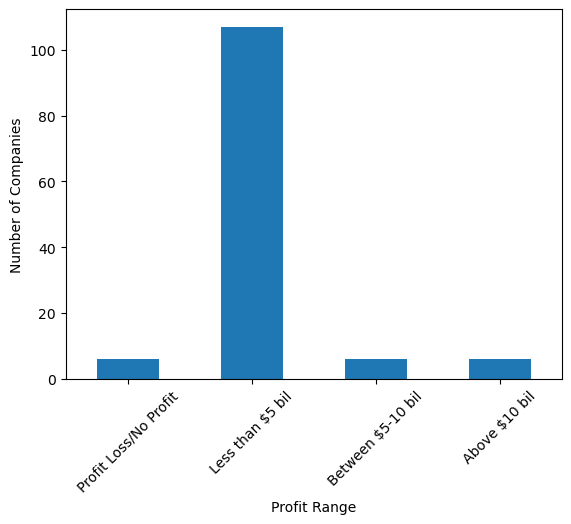 Number of Companies
100
80
60
40
20
0
Profit Loss/No Profit
Less than $5 bil
Between $5-10 bil
Above $10 bil
Profit Range